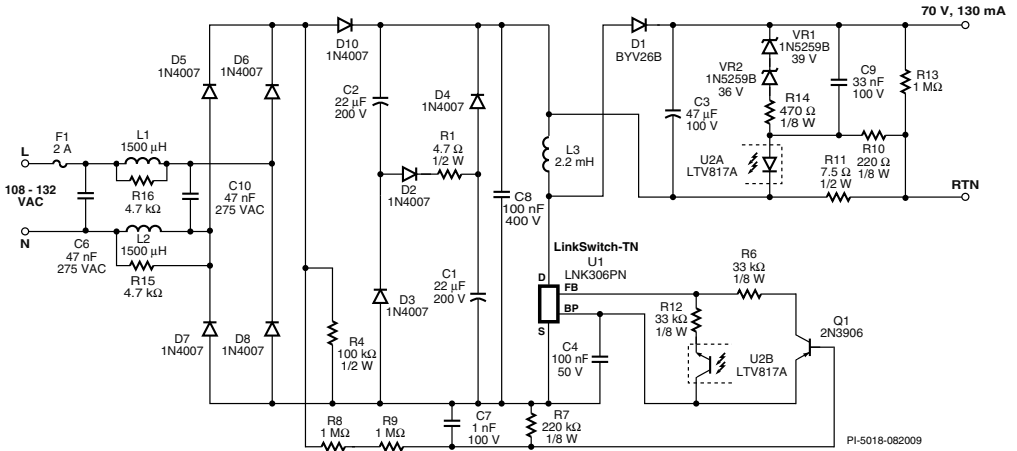 70 V, 130 mA
D5
1N4007
D6
1N4007
D10
1N4007
D1
BYV26B
VR1
1N5259B
39 V
VR2
1N5259B
36 V
C2
22 µF
200 V
D4
1N4007
C3
47 µF
100 V
C9
33 nF
100 V
R13
1 MΩ
R14
470 Ω
1/8 W
F1
2 A
L1
1500 µH
R1
4.7 Ω
1/2 W
L3
2.2 mH
R10
220 Ω
1/8 W
L
U2A
LTV817A
R11
7.5 Ω
1/2 W
RTN
108 - 132
VAC
R16
4.7 kΩ
C10
47 nF
275 VAC
D2
1N4007
C8
100 nF
400 V
N
C6
47 nF
275 VAC
L2
1500 µH
R15
4.7 kΩ
LinkSwitch-TN
U1
LNK306PN
D
FB
BP
S
R6
33 kΩ
1/8 W
C1
22 µF
200 V
D3
1N4007
R12
33 kΩ
1/8 W
Q1
2N3906
D7
1N4007
D8
1N4007
R4
100 kΩ
1/2 W
C4
100 nF
50 V
U2B
LTV817A
R8
1 MΩ
R9
1 MΩ
C7
1 nF
100 V
R7
220 kΩ
1/8 W
PI-5018-082009